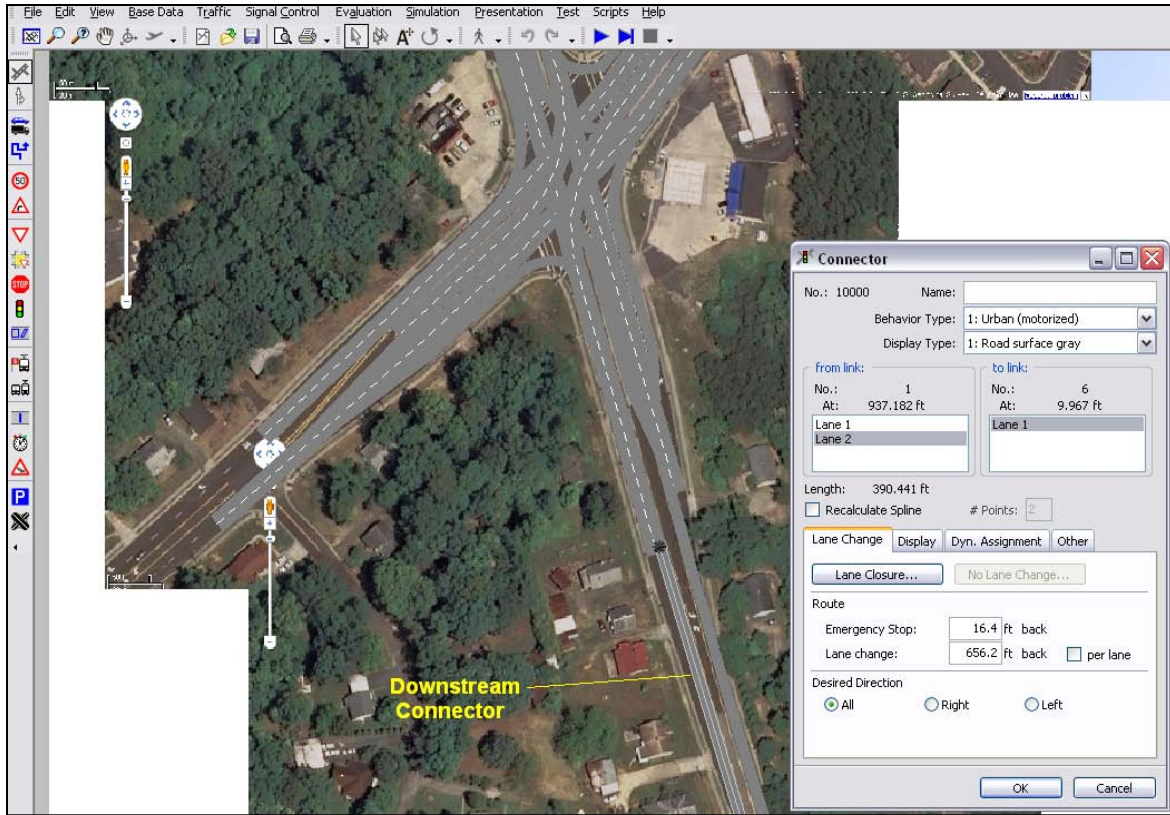 File Edit View Base Data Traffic Signal Control Evaluation Simulation Presentation Test Scripts Help
50
STOP
P
Downstream
Connector
Connector
No.: 10000 Name:
Behavior Type: 1: Urban (motorized)
Display Type: 1: Road surface gray
from link: to link:
No.: 1 No.: 6
At: 937.182 ft At: 9.967 ft
Lane 1 Lane 1
Lane 2
Length: 390.441 ft
Recalculate Spline # Points: 2
Lane Change Display Dyn. Assignment Other
Lane Closure... No Lane Change...
Route
Emergency Stop: 16.4 ft back
Lane change: 656.2 ft back per lane
Desired Direction
All Right Left
OK Cancel